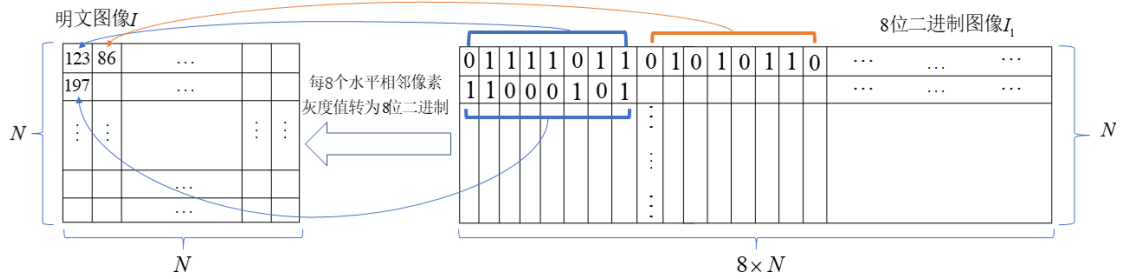 明文图像I
8位二进制图像I₁
123 86 ...
197 ...
⋮ ⋮ ⋮ ⋮
...
...
N
N
每8个水平相邻像素
灰度值转为8位二进制
0 1 1 1 1 0 1 1 0 1 0 1 0 1 1 0 ... ... ...
1 1 0 0 0 1 0 1 ⋮ ... ... ...
⋮
⋮
N
8 × N